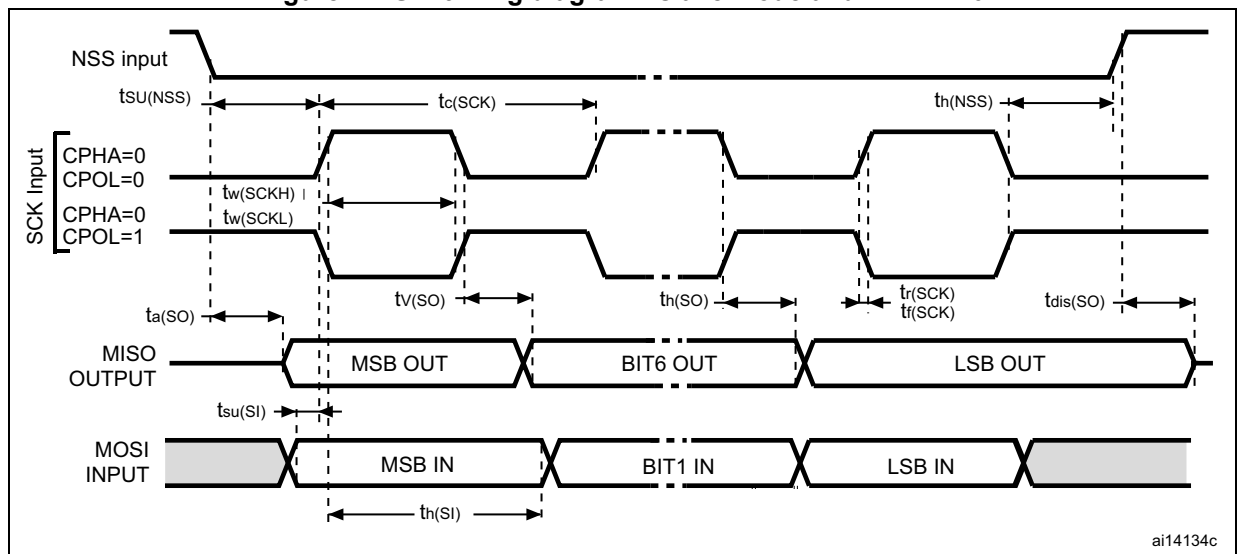 NSS input
tSU(NSS)
tc(SCK)
th(NSS)
SCK Input
CPHA=0
CPOL=0
tw(SCKH)
tw(SCKL)
CPHA=0
CPOL=1
ta(SO)
tV(SO)
th(SO)
tr(SCK)
tf(SCK)
tdis(SO)
MISO
OUTPUT
MSB OUT
BIT6 OUT
LSB OUT
tsu(SI)
MOSI
INPUT
MSB IN
BIT1 IN
LSB IN
th(SI)
ai14134c